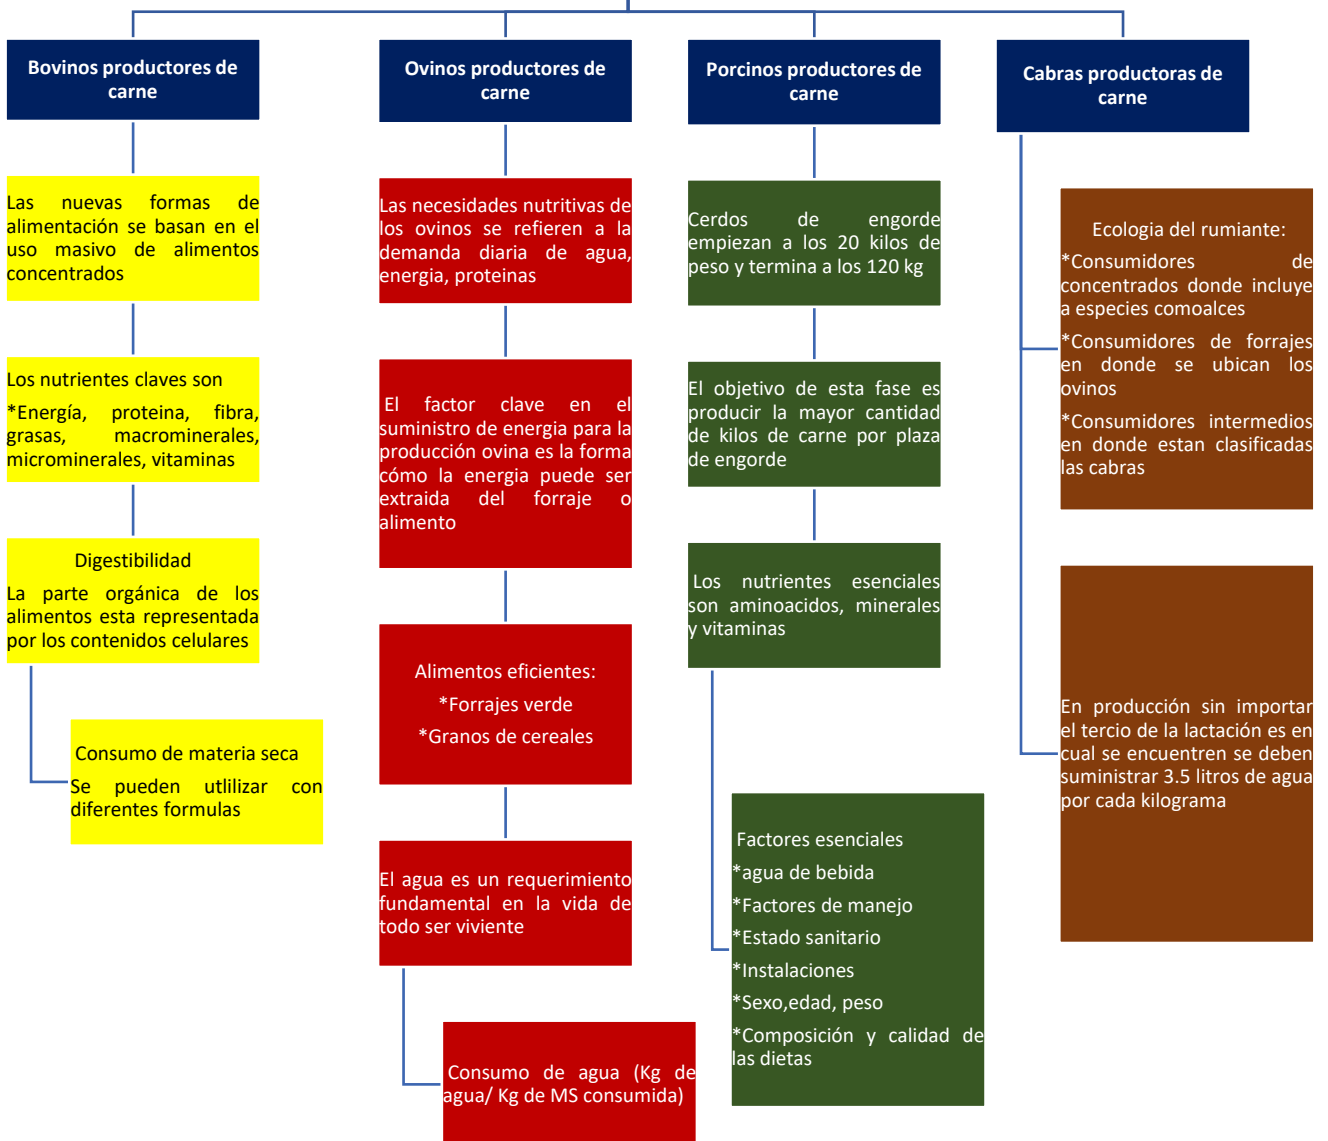 Bovinos productores de
carne
Las nuevas formas de
alimentación se basan en el
uso masivo de alimentos
concentrados
Los nutrientes claves son
*Energía, proteina, fibra,
grasas, macrominerales,
microminerales, vitaminas
Digestibilidad
La parte orgánica de los
alimentos esta representada
por los contenidos celulares
Consumo de materia seca
Se pueden utlilizar con
diferentes formulas
Ovinos productores de
carne
Las necesidades nutritivas de
los ovinos se refieren a la
demanda diaria de agua,
energia, proteinas
El factor clave en el
suministro de energia para la
producción ovina es la forma
cómo la energia puede ser
extraida del forraje o
alimento
Alimentos eficientes:
*Forrajes verde
*Granos de cereales
El agua es un requerimiento
fundamental en la vida de
todo ser viviente
Consumo de agua (Kg de
agua/ Kg de MS consumida)
Porcinos productores de
carne
Cerdos de engorde
empiezan a los 20 kilos de
peso y termina a los 120 kg
El objetivo de esta fase es
producir la mayor cantidad
de kilos de carne por plaza
de engorde
Los nutrientes esenciales
son aminoacidos, minerales
y vitaminas
Factores esenciales
*agua de bebida
*Factores de manejo
*Estado sanitario
*Instalaciones
*Sexo,edad, peso
*Composición y calidad de
las dietas
Cabras productoras de
carne
Ecologia del rumiante:
*Consumidores de
concentrados donde incluye
a especies comoalces
*Consumidores de forrajes
en donde se ubican los
ovinos
*Consumidores intermedios
en donde estan clasificadas
las cabras
En producción sin importar
el tercio de la lactación es en
cual se encuentren se deben
suministrar 3.5 litros de agua
por cada kilograma